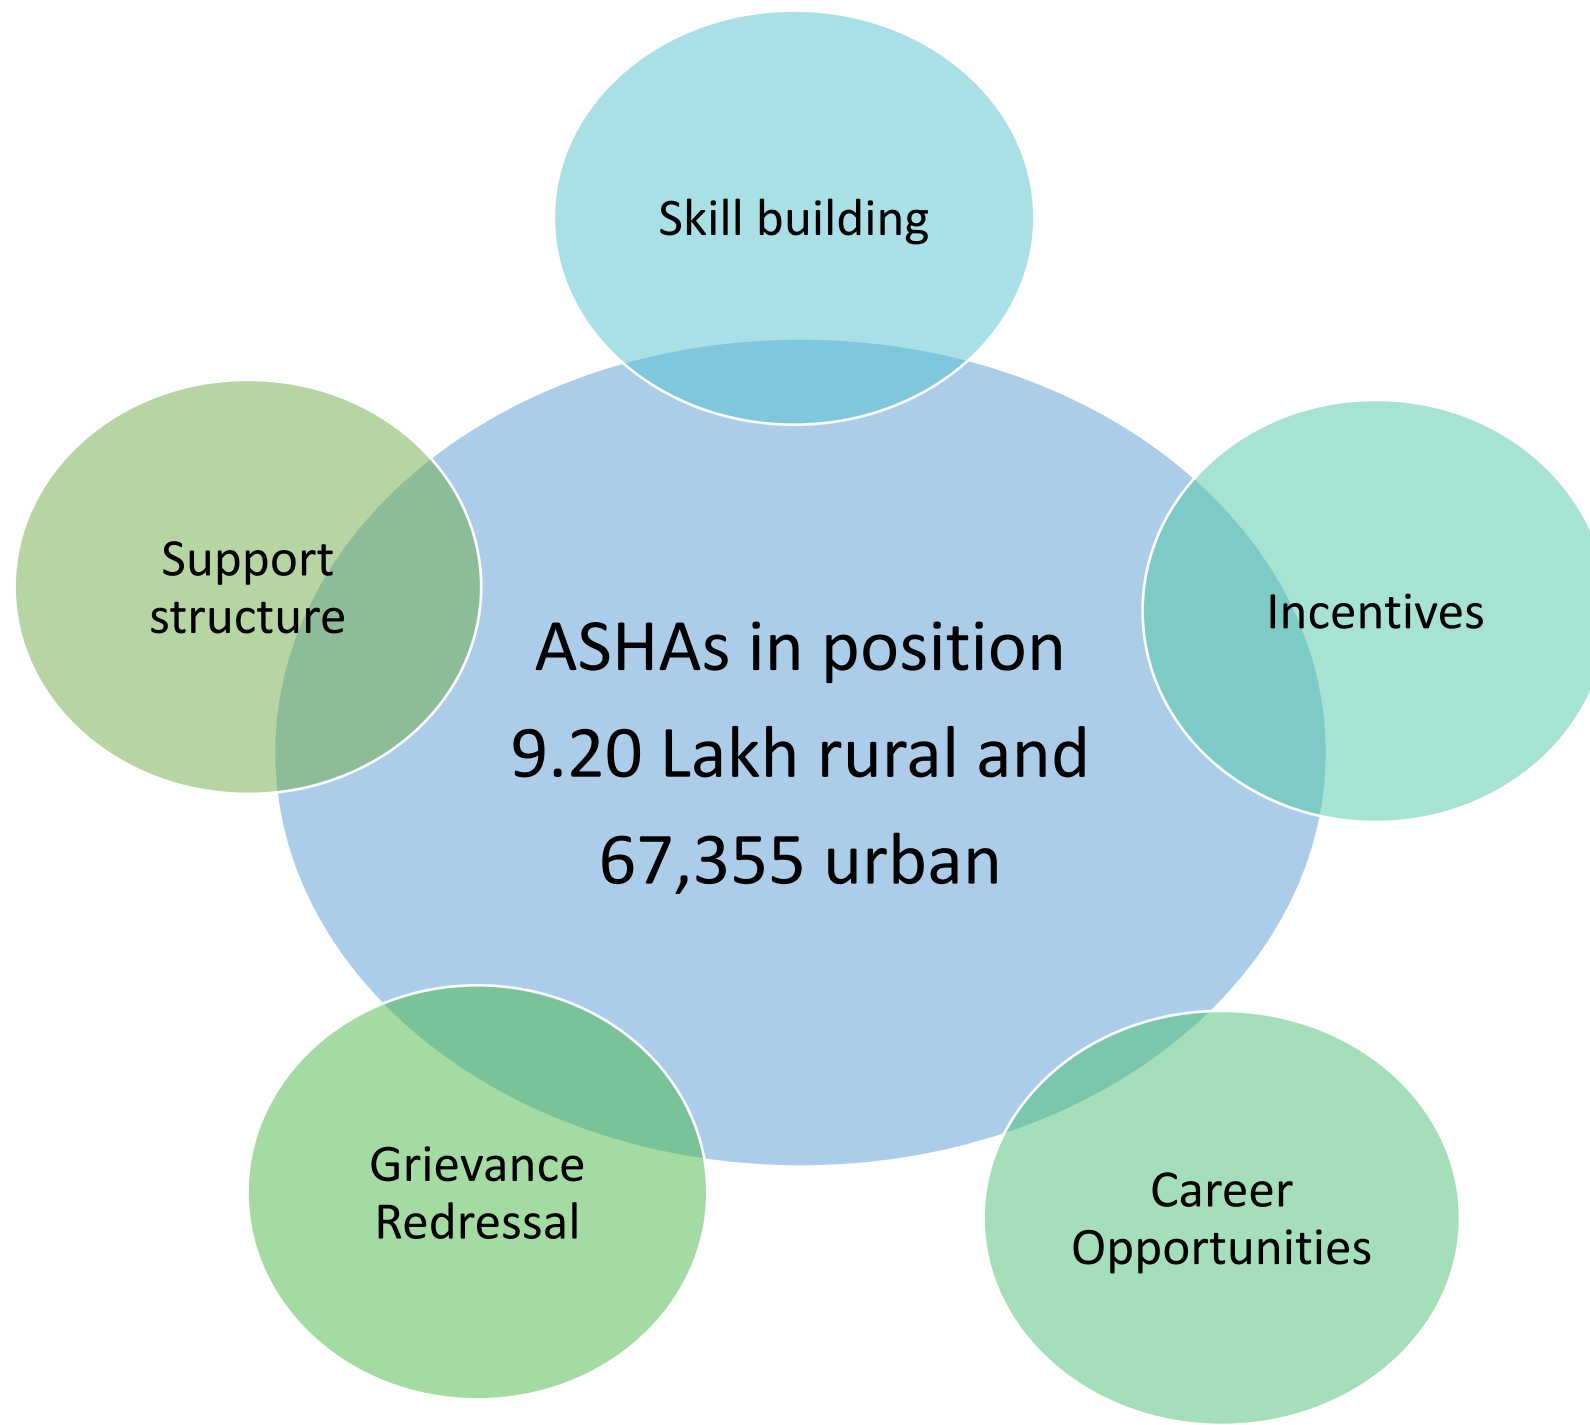 Skill building
Incentives
Career
Opportunities
Grievance
Redressal
Support
structure
ASHAs in position
9.20 Lakh rural and
67,355 urban